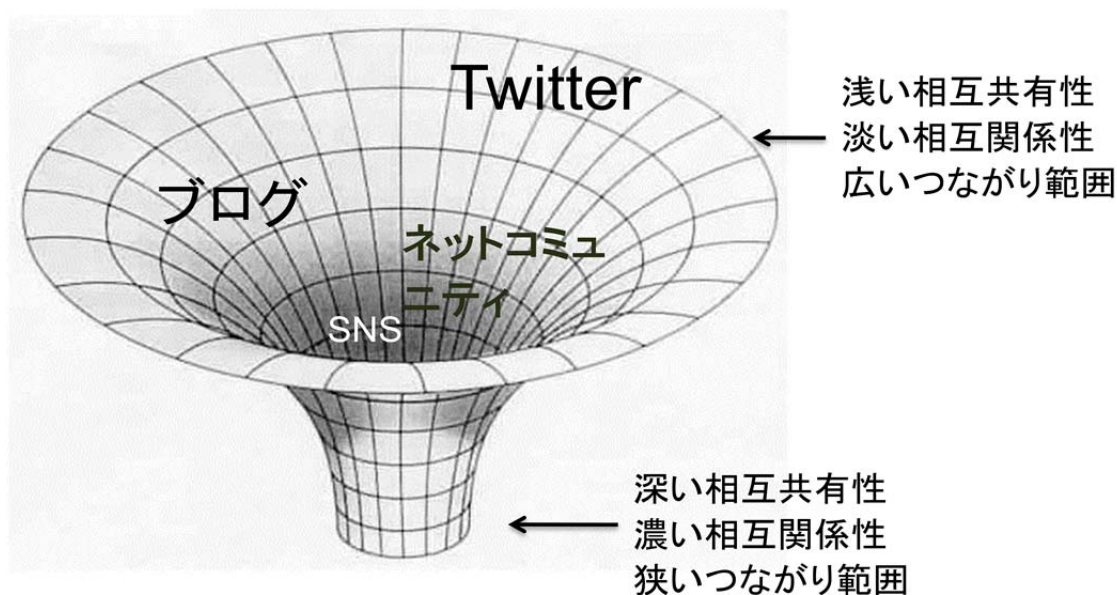 Twitter
浅い相互共有性
淡い相互関係性
広いつながり範囲
ブログ
ネットコミュ
ニティ
SNS
深い相互共有性
濃い相互関係性
狭いつながり範囲